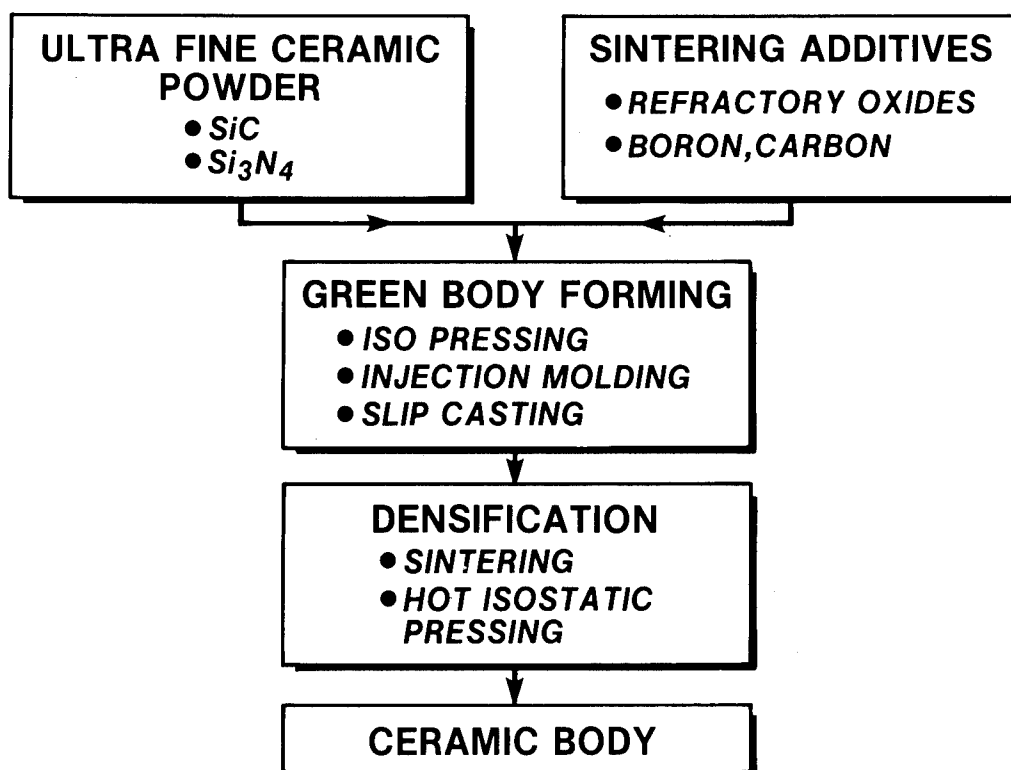 ULTRA FINE CERAMIC
POWDER
● SiC
● Si₃N₄
SINTERING ADDITIVES
● REFRACTORY OXIDES
● BORON, CARBON
GREEN BODY FORMING
● ISO PRESSING
● INJECTION MOLDING
● SLIP CASTING
DENSIFICATION
● SINTERING
● HOT ISOSTATIC
PRESSING
CERAMIC BODY